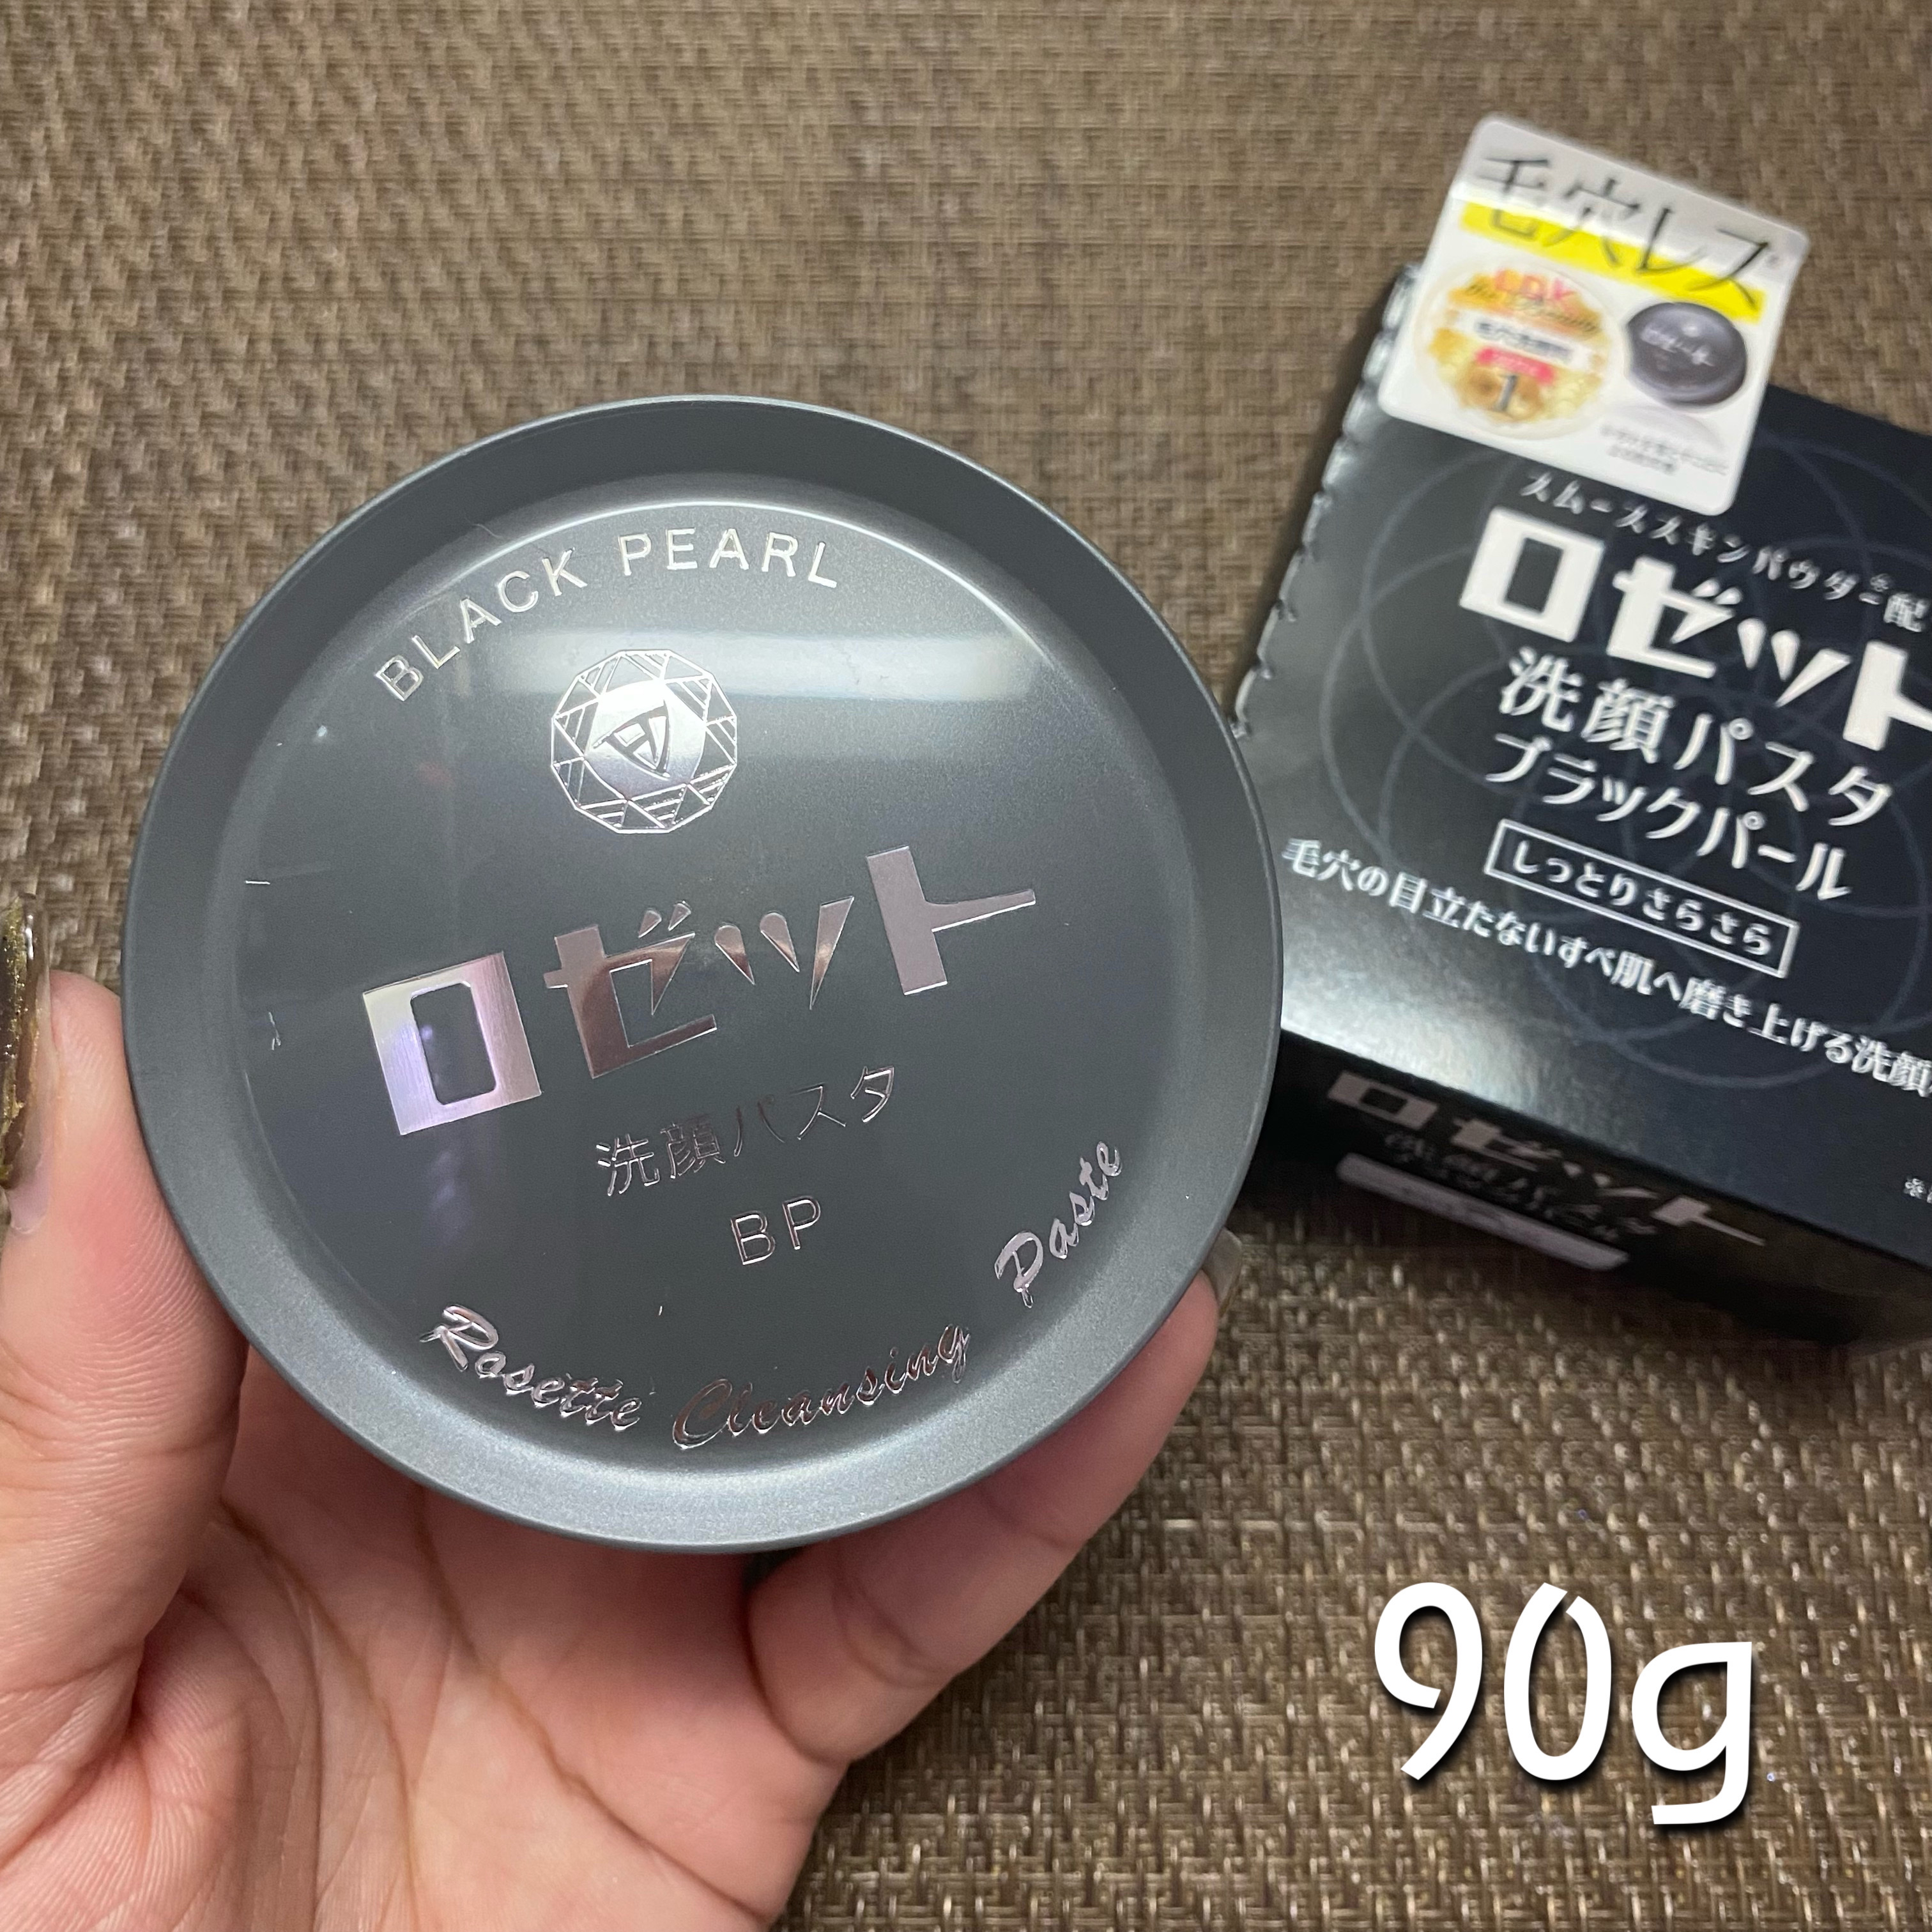 BLACK PEARL
ロゼット
洗顔パスタ
BP
Rosette Cleansing Paste
毛穴レス
LDK
1
スムーススキンパウダー
ロゼット
洗顔パスタ
ブラックパール
しっとりさらさら
毛穴の目立たないすべ肌へ磨き上げる洗顔
ロゼット
90g